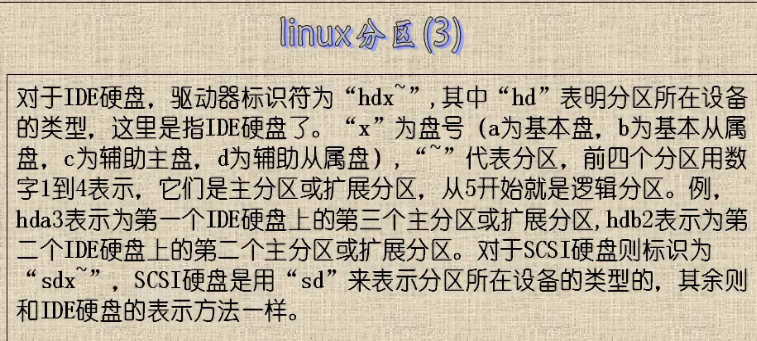 linux分区(3)
对于IDE硬盘，驱动器标识符为“hdx~”,其中“hd”表明分区所在设备
的类型，这里是指IDE硬盘了。“x”为盘号（a为基本盘，b为基本从属
盘，c为辅助主盘，d为辅助从属盘）,“~”代表分区，前四个分区用数
字1到4表示，它们是主分区或扩展分区，从5开始就是逻辑分区。例，
hda3表示为第一个IDE硬盘上的第三个主分区或扩展分区,hdb2表示为第
二个IDE硬盘上的第二个主分区或扩展分区。对于SCSI硬盘则标识为
“sdx~”，SCSI硬盘是用“sd”来表示分区所在设备的类型的，其余则
和IDE硬盘的表示方法一样。